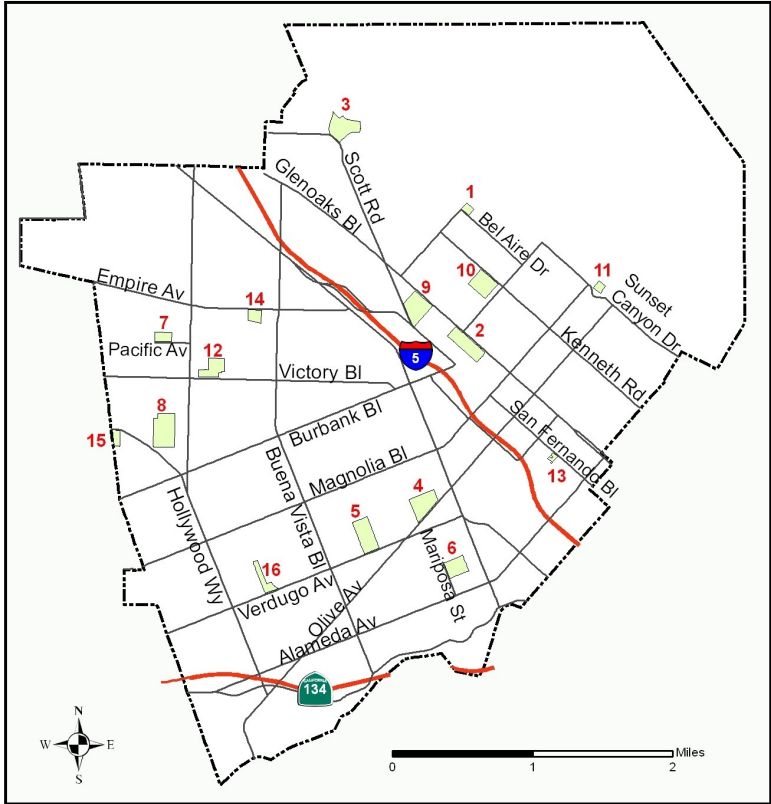 3
Scott Rd
Glenoaks Bl
1
Bel Aire Dr
10
11
Sunset
Canyon Dr
Empire Av
9
14
2
7
Pacific Av
12
Kenneth Rd
5
Victory Bl
San Fernando Bl
8
15
Burbank Bl
Buena Vista Bl
Magnolia Bl
13
4
Hollywood Wy
5
Mariposa St
6
16
Verdugo Av
Olive Av
Alameda Av
CALIFORNIA
134
N
W E
S
Miles
0 1 2